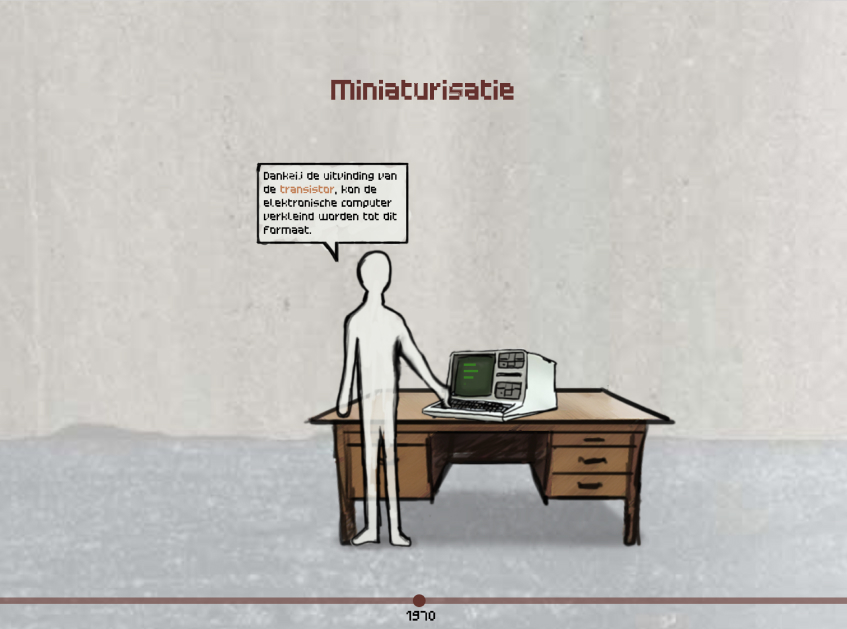 Miniaturisatie
Dankzij de uitvinding van
de transistor, kon de
elektronische computer
verkleind worden tot dit
formaat.
1970